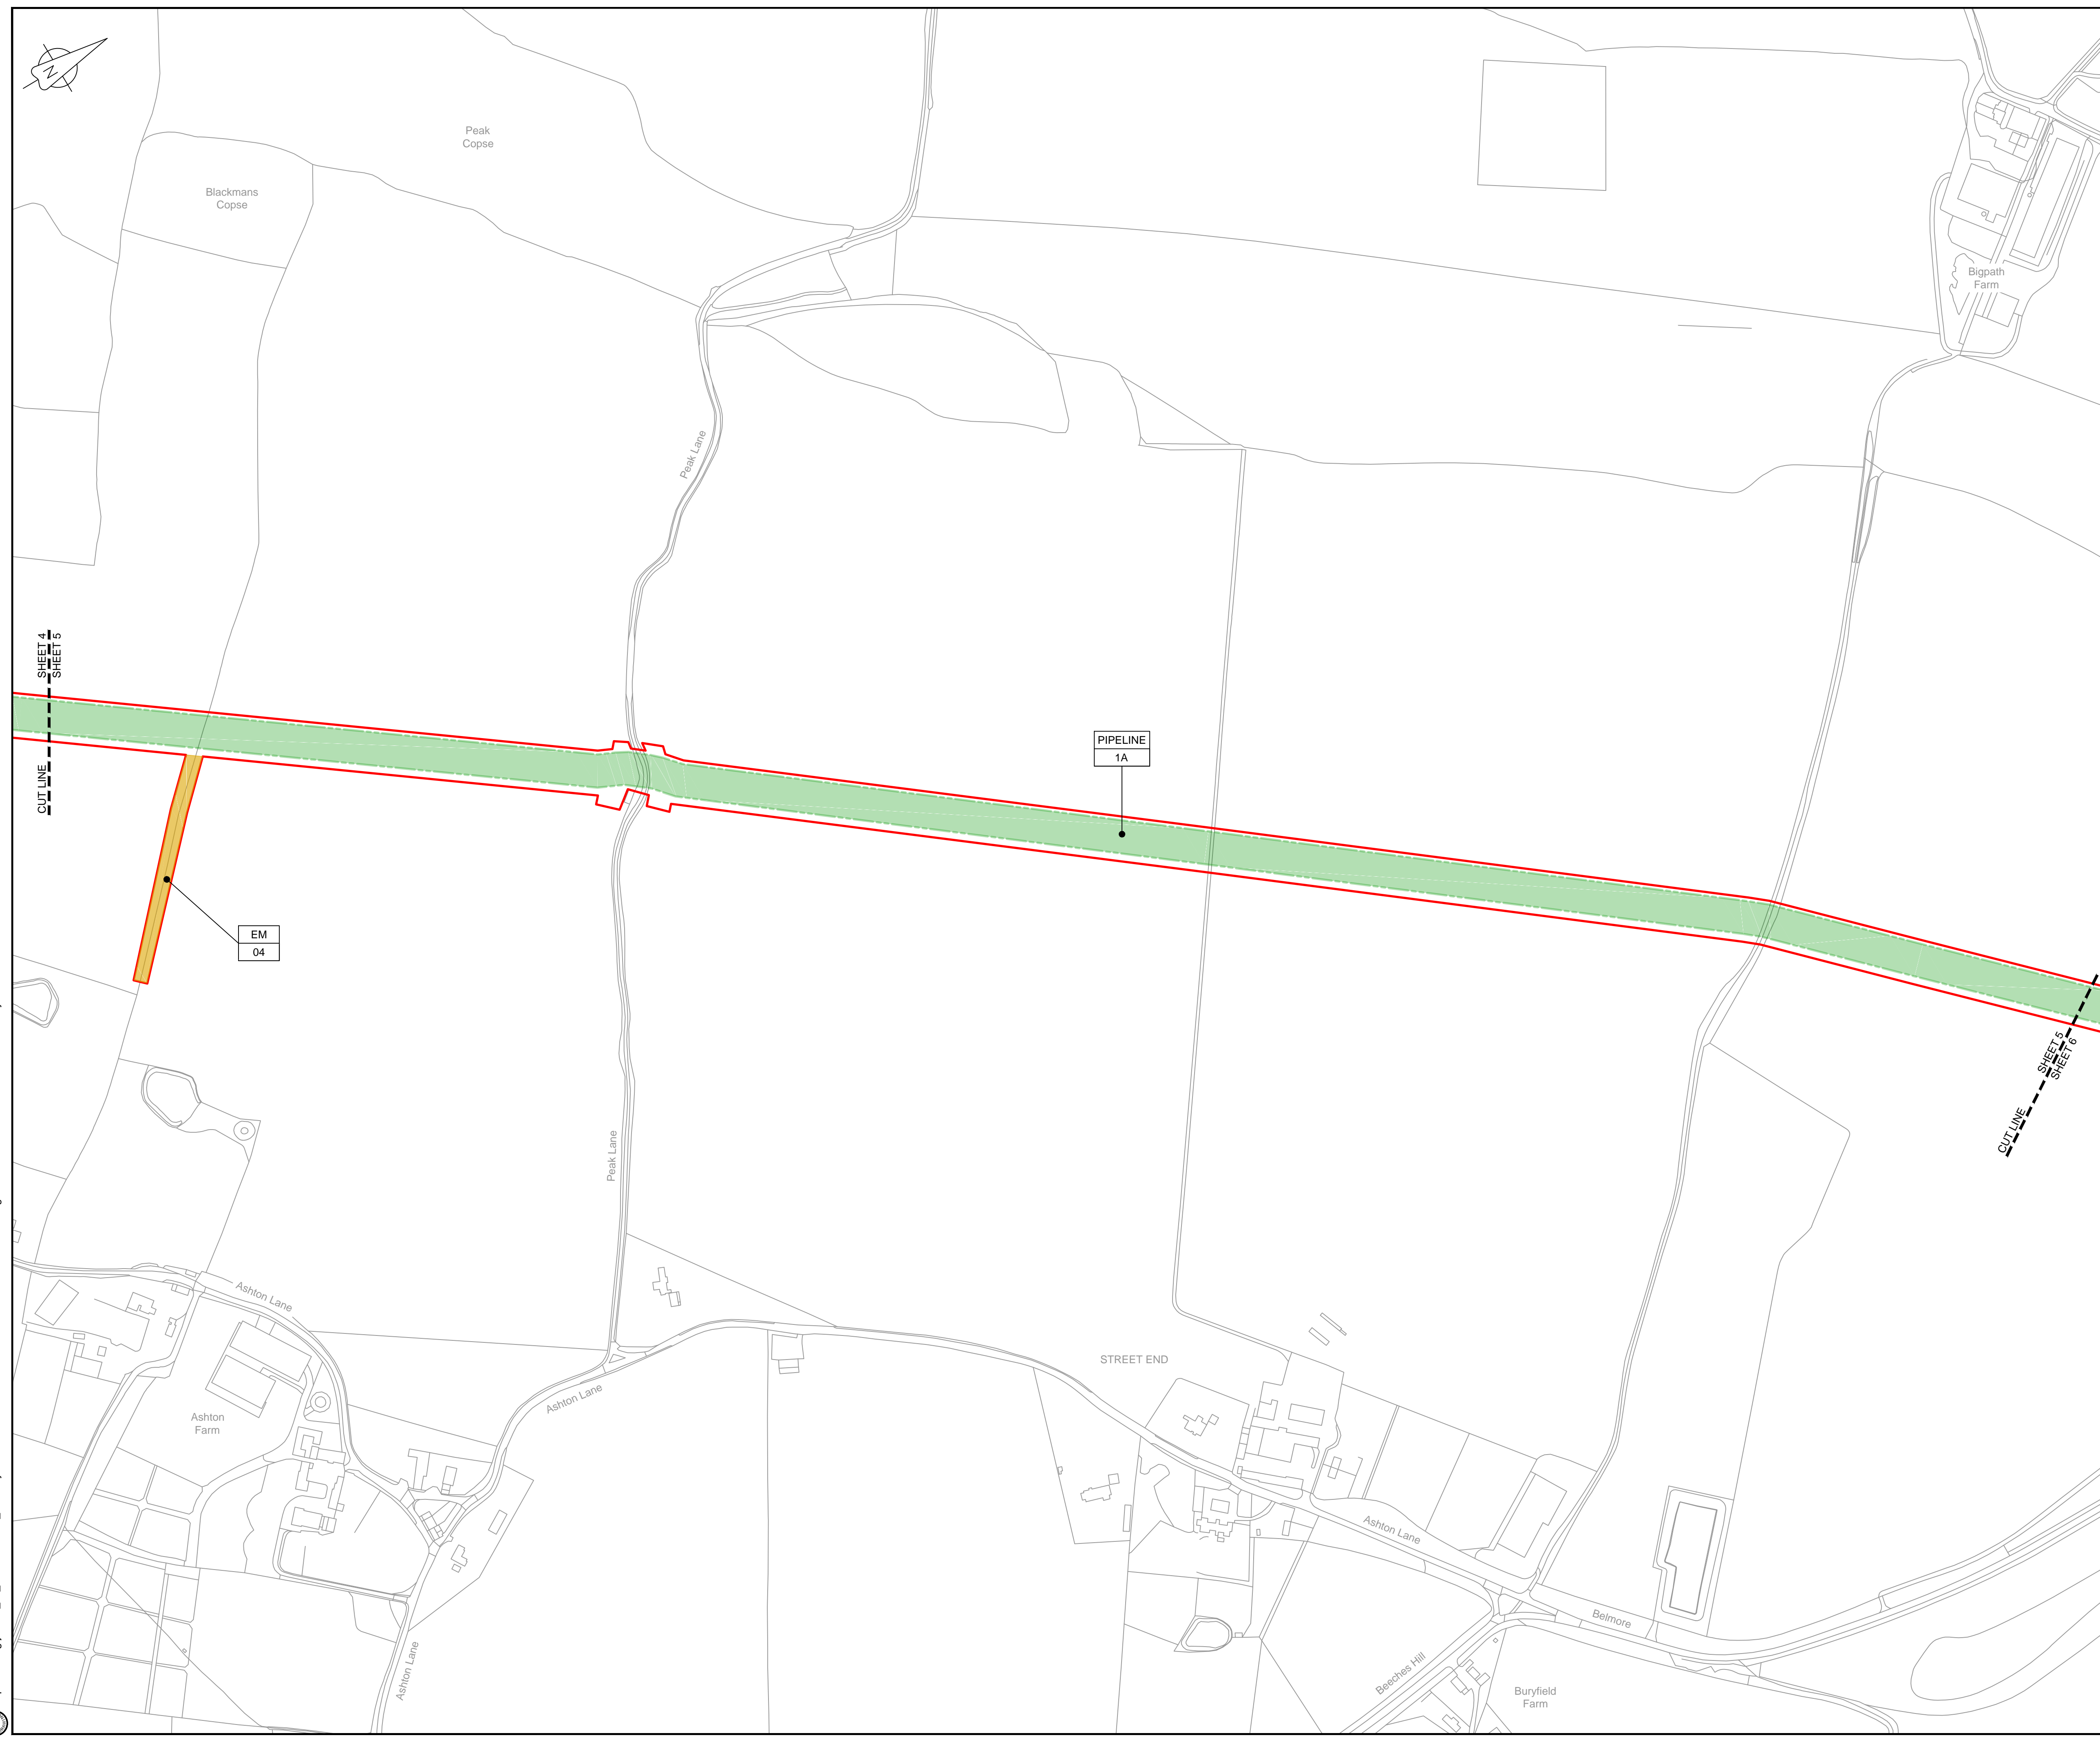 N
Peak
Copse
Blackmans
Copse
Bigpath
Farm
Peak Lane
SHEET 4
SHEET 5
CUT LINE
PIPELINE
1A
EM
04
SHEET 5
SHEET 6
CUT LINE
Peak Lane
Ashton Lane
STREET END
Ashton Lane
Ashton
Farm
Ashton Lane
Belmore
Ashton Lane
Beeches Hill
Buryfield
Farm